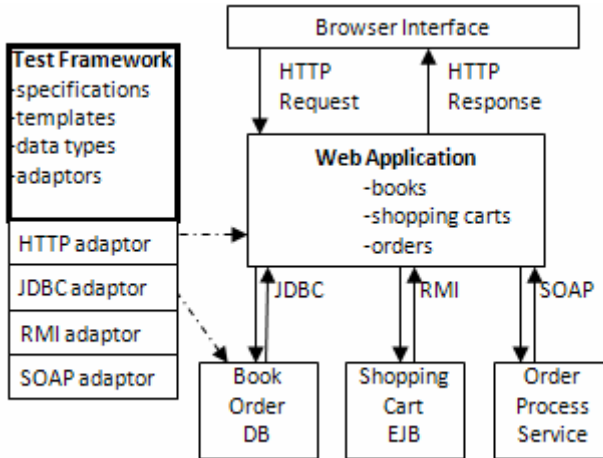 Browser Interface
Test Framework
-specifications
-templates
-data types
-adaptors
HTTP adaptor
JDBC adaptor
RMI adaptor
SOAP adaptor
HTTP
Request
HTTP
Response
Web Application
-books
-shopping carts
-orders
JDBC
RMI
SOAP
Book
Order
DB
Shopping
Cart
EJB
Order
Process
Service